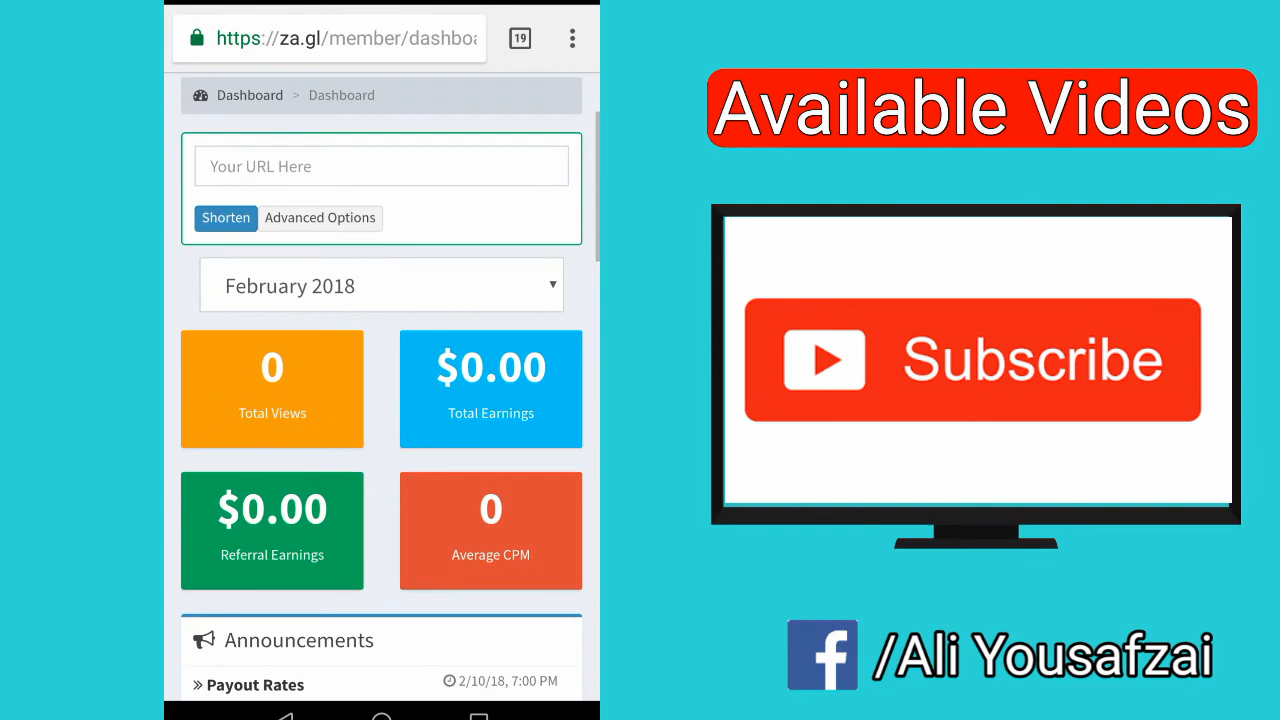 https://za.gl/member/dashboa
19
Dashboard > Dashboard
Your URL Here
Shorten Advanced Options
February 2018
0
Total Views
$0.00
Total Earnings
$0.00
Referral Earnings
0
Average CPM
Announcements
» Payout Rates 2/10/18, 7:00 PM
Available Videos
Subscribe
f /Ali Yousafzai